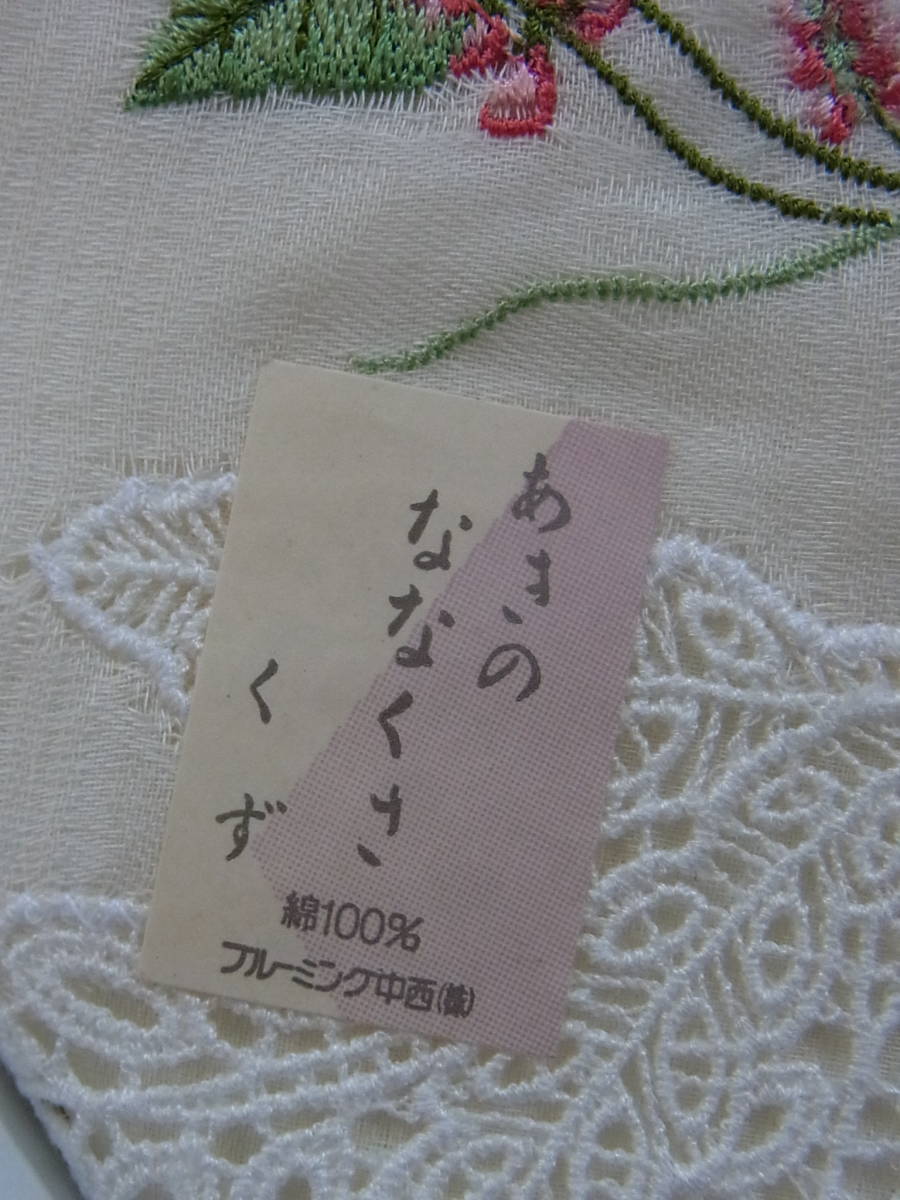 あきの
ななくさ
くず
綿100%
ブルーミング中西(株)